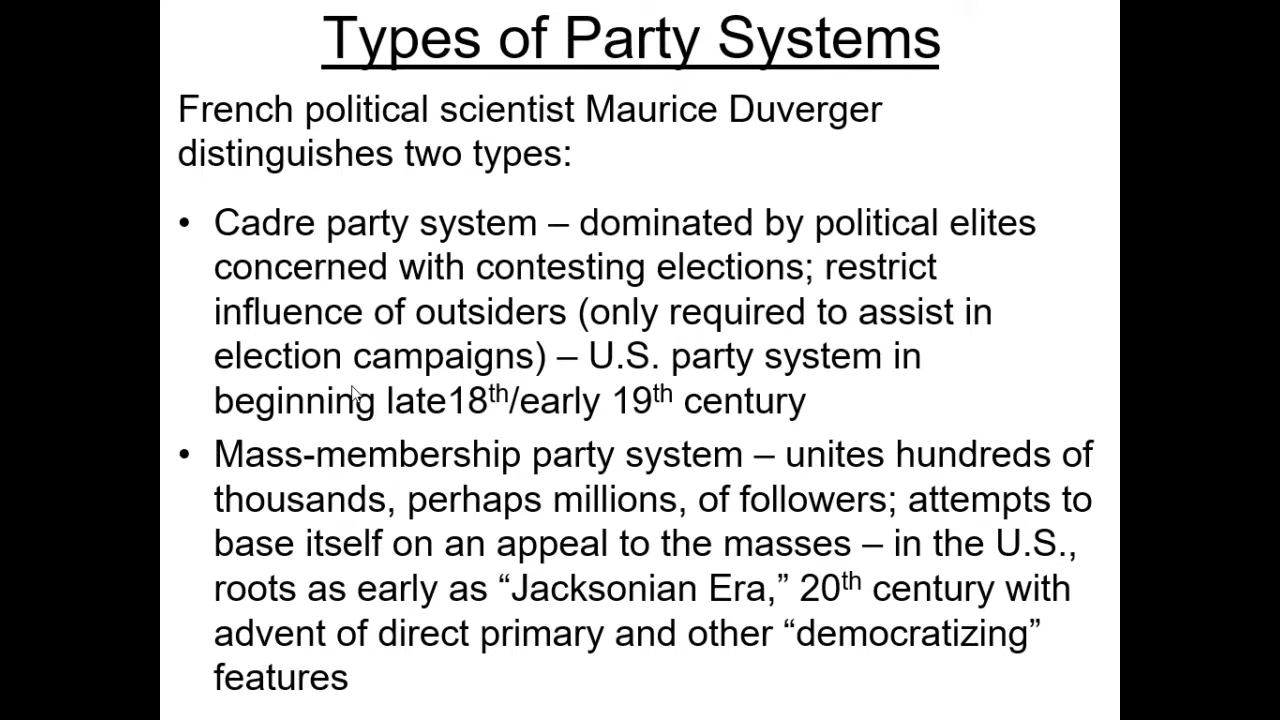 Types of Party Systems
French political scientist Maurice Duverger
distinguishes two types:
• Cadre party system – dominated by political elites
concerned with contesting elections; restrict
influence of outsiders (only required to assist in
election campaigns) – U.S. party system in
beginning late18th/early 19th century
• Mass-membership party system – unites hundreds of
thousands, perhaps millions, of followers; attempts to
base itself on an appeal to the masses – in the U.S.,
roots as early as “Jacksonian Era,” 20th century with
advent of direct primary and other “democratizing”
features